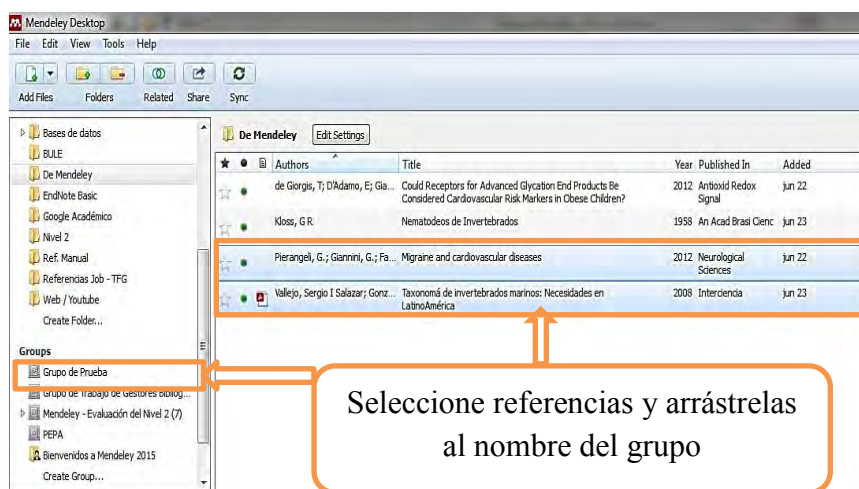 Mendeley Desktop
File Edit View Tools Help
Add Files Folders Related Share Sync
Bases de datos
BULE
De Mendeley
EndNote Basic
Google Académico
Nivel 2
Ref. Manual
Referencias Job - TFG
Web / Youtube
Create Folder...
Groups
Grupo de Prueba
Grupo de Trabajo de Gestores bibliog...
Mendeley - Evaluación del Nivel 2 (7)
PEPA
Bienvenidos a Mendeley 2015
Create Group...
De Mendeley Edit Settings
Authors Title Year Published In Added
de Giorgis, T; D'Adamo, E; Gia... Could Receptors for Advanced Glycation End Products Be 2012 Antioxid Redox jun 22
Considered Cardiovascular Risk Markers in Obese Children? Signal
Kloss, G R Nematodeos de Invertebrados 1958 An Acad Brasi Cienc jun 23
Pierangeli, G.; Giannini, G.; Fa... Migraine and cardiovascular diseases 2012 Neurological jun 22
Sciences
Vallejo, Sergio I Salazar; Gonz... Taxonomá de invertebrados marinos: Necesidades en 2008 Interciencia jun 23
LatinoAmérica
Seleccione referencias y arrástrelas
al nombre del grupo